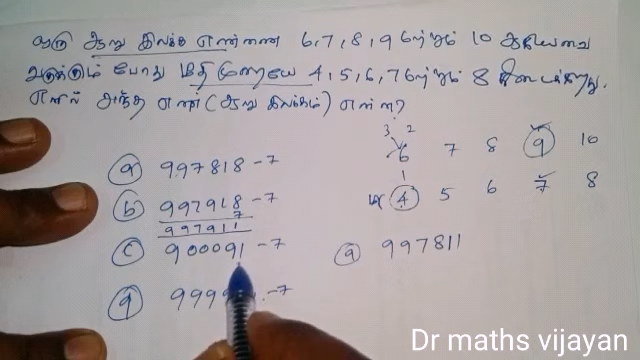 ஒரு ஆறு இலக்க எண்ணை 6, 7, 8, 9 மற்றும் 10 ஆகியவை
வகுக்கும் போது மீதி முறையே 4, 5, 6, 7 மற்றும் 8 கிடைக்கிறது.
எனில் அந்த எண் (ஆறு இலக்கம்) என்ன?
3 2
6 7 8 9 10
1
4 5 6 7 8
a 997818 - 7
b 997918 - 7
7
997911
c 900091 - 7
a 997811
d 999 - 7
Dr maths vijayan